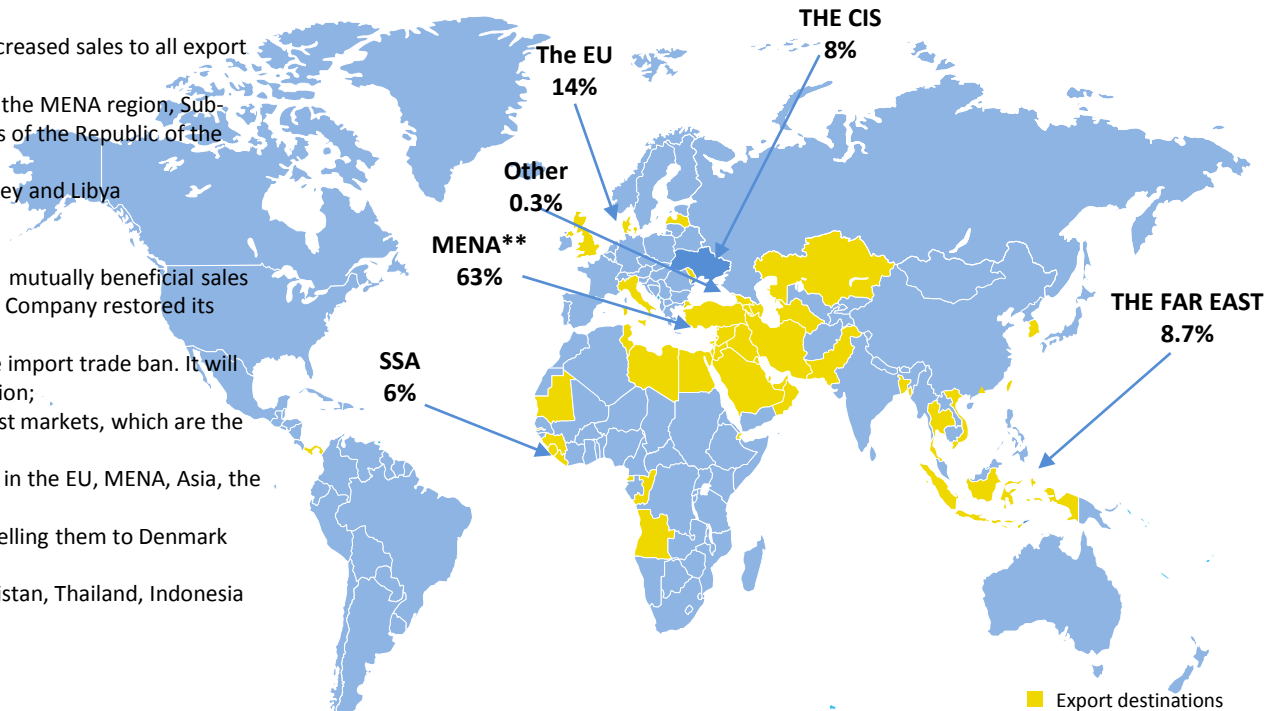 creased sales to all export
the MENA region, Sub-
s of the Republic of the
ey and Libya
mutually beneficial sales
Company restored its
e import trade ban. It will
ion;
st markets, which are the
in the EU, MENA, Asia, the
elling them to Denmark
istan, Thailand, Indonesia
THE CIS
8%
The EU
14%
Other
0.3%
MENA**
63%
SSA
6%
THE FAR EAST
8.7%
Export destinations